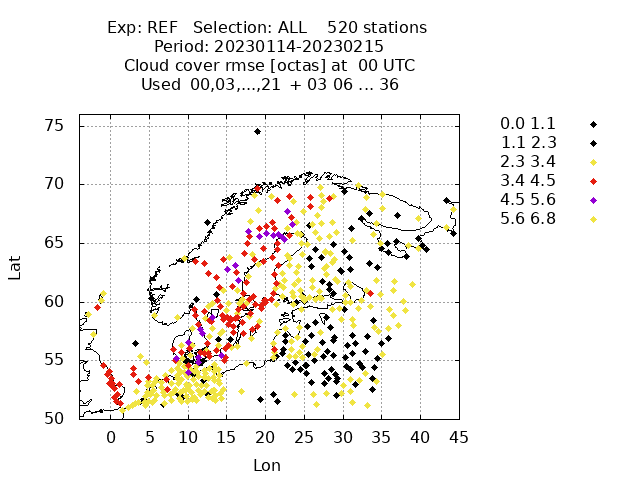 Exp: REF   Selection: ALL    520 stations
Period: 20230114-20230215
Cloud cover rmse [octas] at  00 UTC
Used  00,03,...,21  + 03 06 ... 36
0.0 1.1
1.1 2.3
2.3 3.4
3.4 4.5
4.5 5.6
5.6 6.8
75
70
65
60
55
50
Lat
0 5 10 15 20 25 30 35 40 45
Lon